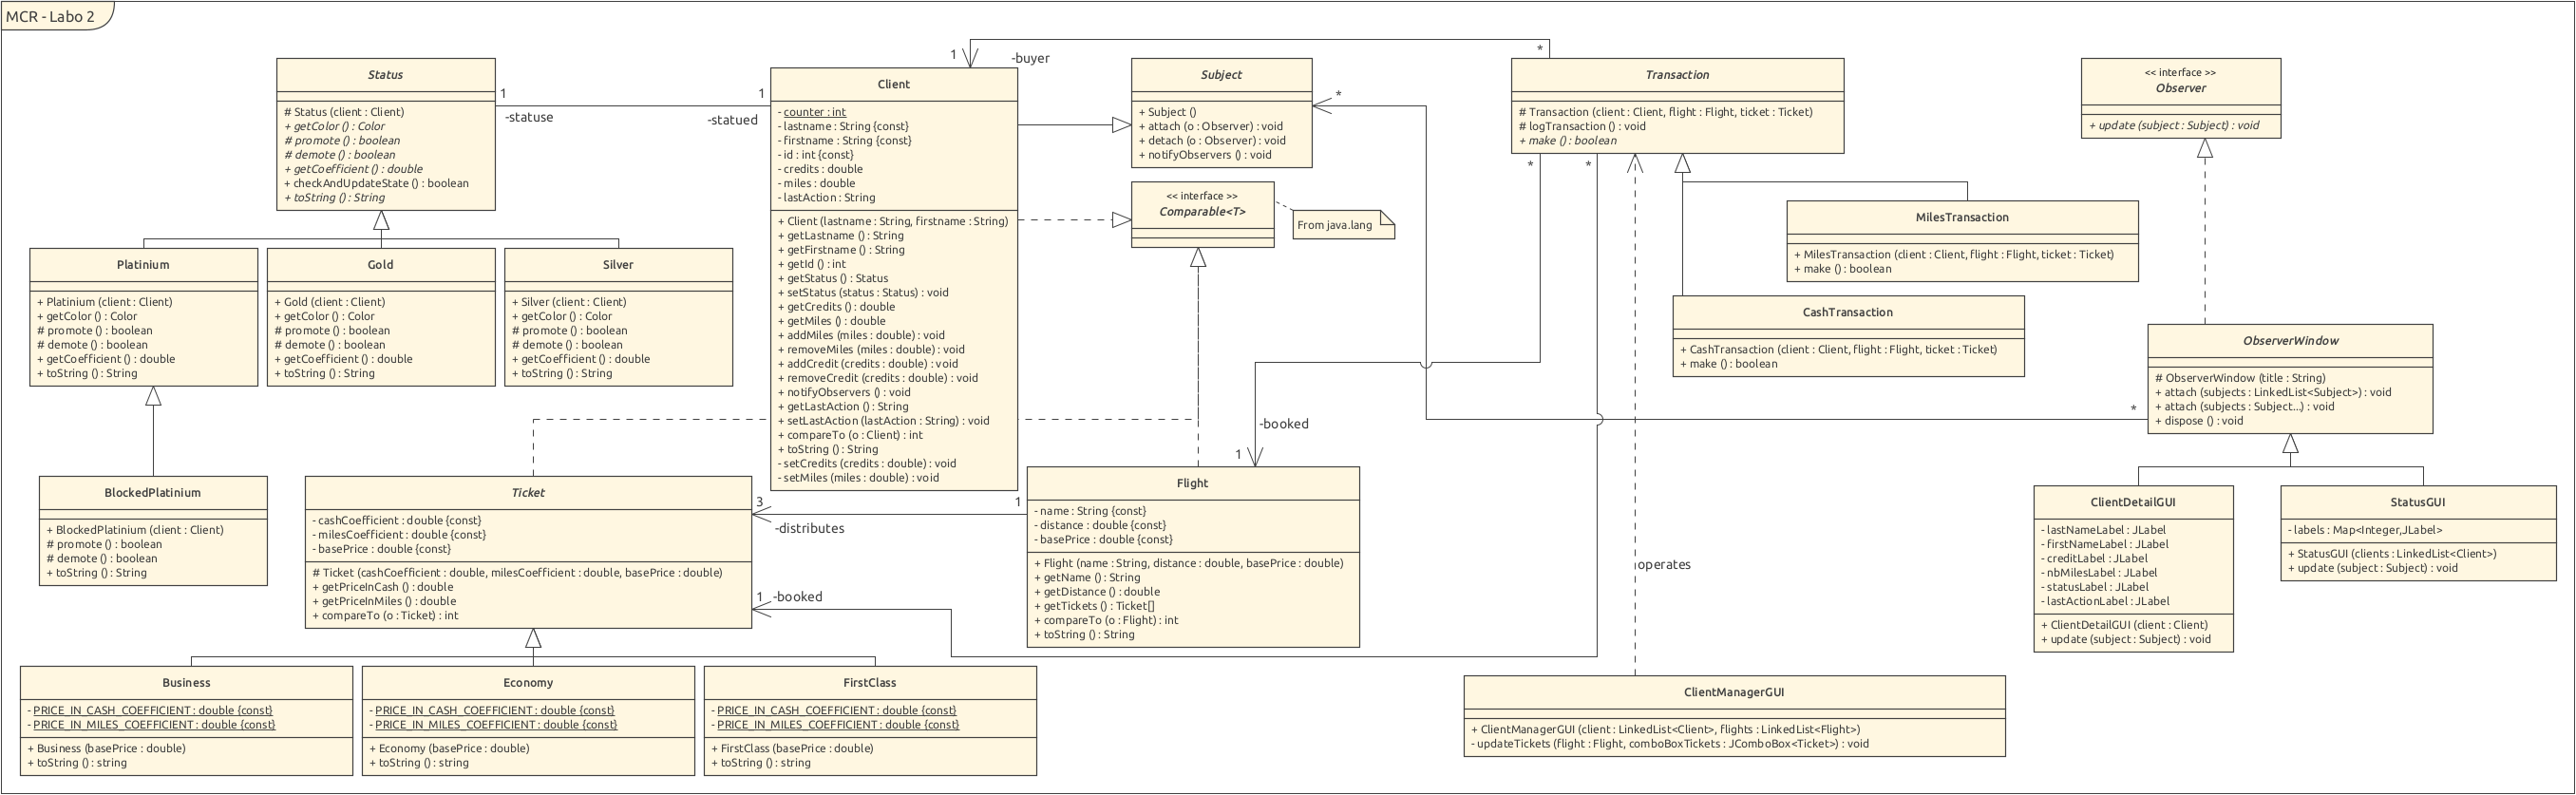 MCR - Labo 2
Status
# Status (client : Client)
+ getColor () : Color
# promote () : boolean
# demote () : boolean
+ getCoefficient () : double
+ checkAndUpdateState () : boolean
+ toString () : String
1
-statuse
1
-statued
Client
- counter : int
- lastname : String {const}
- firstname : String {const}
- id : int {const}
- credits : double
- miles : double
- lastAction : String
+ Client (lastname : String, firstname : String)
+ getLastname () : String
+ getFirstname () : String
+ getId () : int
+ getStatus () : Status
+ setStatus (status : Status) : void
+ getCredits () : double
+ getMiles () : double
+ addMiles (miles : double) : void
+ removeMiles (miles : double) : void
+ addCredit (credits : double) : void
+ removeCredit (credits : double) : void
+ notifyObservers () : void
+ getLastAction () : String
+ setLastAction (lastAction : String) : void
+ compareTo (o : Client) : int
+ toString () : String
- setCredits (credits : double) : void
- setMiles (miles : double) : void
1
-buyer
*
Subject
+ Subject ()
+ attach (o : Observer) : void
+ detach (o : Observer) : void
+ notifyObservers () : void
*
<< interface >>
Comparable<T>
From java.lang
Transaction
# Transaction (client : Client, flight : Flight, ticket : Ticket)
# logTransaction () : void
+ make () : boolean
*
*
MilesTransaction
+ MilesTransaction (client : Client, flight : Flight, ticket : Ticket)
+ make () : boolean
CashTransaction
+ CashTransaction (client : Client, flight : Flight, ticket : Ticket)
+ make () : boolean
<< interface >>
Observer
+ update (subject : Subject) : void
ObserverWindow
# ObserverWindow (title : String)
+ attach (subjects : LinkedList<Subject>) : void
+ attach (subjects : Subject...) : void
+ dispose () : void
*
Platinium
+ Platinium (client : Client)
+ getColor () : Color
# promote () : boolean
# demote () : boolean
+ getCoefficient () : double
+ toString () : String
Gold
+ Gold (client : Client)
+ getColor () : Color
# promote () : boolean
# demote () : boolean
+ getCoefficient () : double
+ toString () : String
Silver
+ Silver (client : Client)
+ getColor () : Color
# promote () : boolean
# demote () : boolean
+ getCoefficient () : double
+ toString () : String
BlockedPlatinium
+ BlockedPlatinium (client : Client)
# promote () : boolean
# demote () : boolean
+ toString () : String
Ticket
- cashCoefficient : double {const}
- milesCoefficient : double {const}
- basePrice : double {const}
# Ticket (cashCoefficient : double, milesCoefficient : double, basePrice : double)
+ getPriceInCash () : double
+ getPriceInMiles () : double
+ compareTo (o : Ticket) : int
3
-distributes
1
1
-booked
-booked
1
Flight
- name : String {const}
- distance : double {const}
- basePrice : double {const}
+ Flight (name : String, distance : double, basePrice : double)
+ getName () : String
+ getDistance () : double
+ getTickets () : Ticket[]
+ compareTo (o : Flight) : int
+ toString () : String
operates
ClientDetailGUI
- lastNameLabel : JLabel
- firstNameLabel : JLabel
- creditLabel : JLabel
- nbMilesLabel : JLabel
- statusLabel : JLabel
- lastActionLabel : JLabel
+ ClientDetailGUI (client : Client)
+ update (subject : Subject) : void
StatusGUI
- labels : Map<Integer,JLabel>
+ StatusGUI (clients : LinkedList<Client>)
+ update (subject : Subject) : void
Business
- PRICE_IN_CASH_COEFFICIENT : double {const}
- PRICE_IN_MILES_COEFFICIENT : double {const}
+ Business (basePrice : double)
+ toString () : string
Economy
- PRICE_IN_CASH_COEFFICIENT : double {const}
- PRICE_IN_MILES_COEFFICIENT : double {const}
+ Economy (basePrice : double)
+ toString () : string
FirstClass
- PRICE_IN_CASH_COEFFICIENT : double {const}
- PRICE_IN_MILES_COEFFICIENT : double {const}
+ FirstClass (basePrice : double)
+ toString () : string
ClientManagerGUI
+ ClientManagerGUI (client : LinkedList<Client>, flights : LinkedList<Flight>)
- updateTickets (flight : Flight, comboBoxTickets : JComboBox<Ticket>) : void